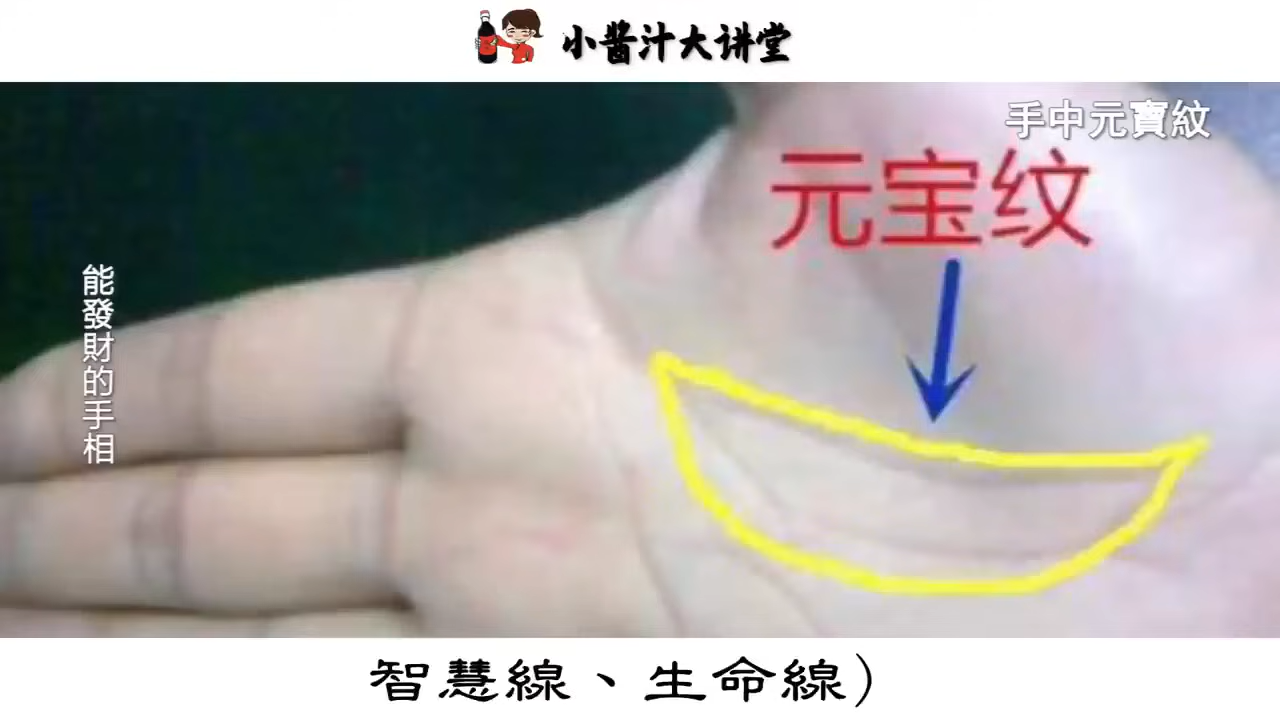 小酱汁大讲堂
手中元寶紋
元宝纹
能發財的手相
智慧線、生命線）